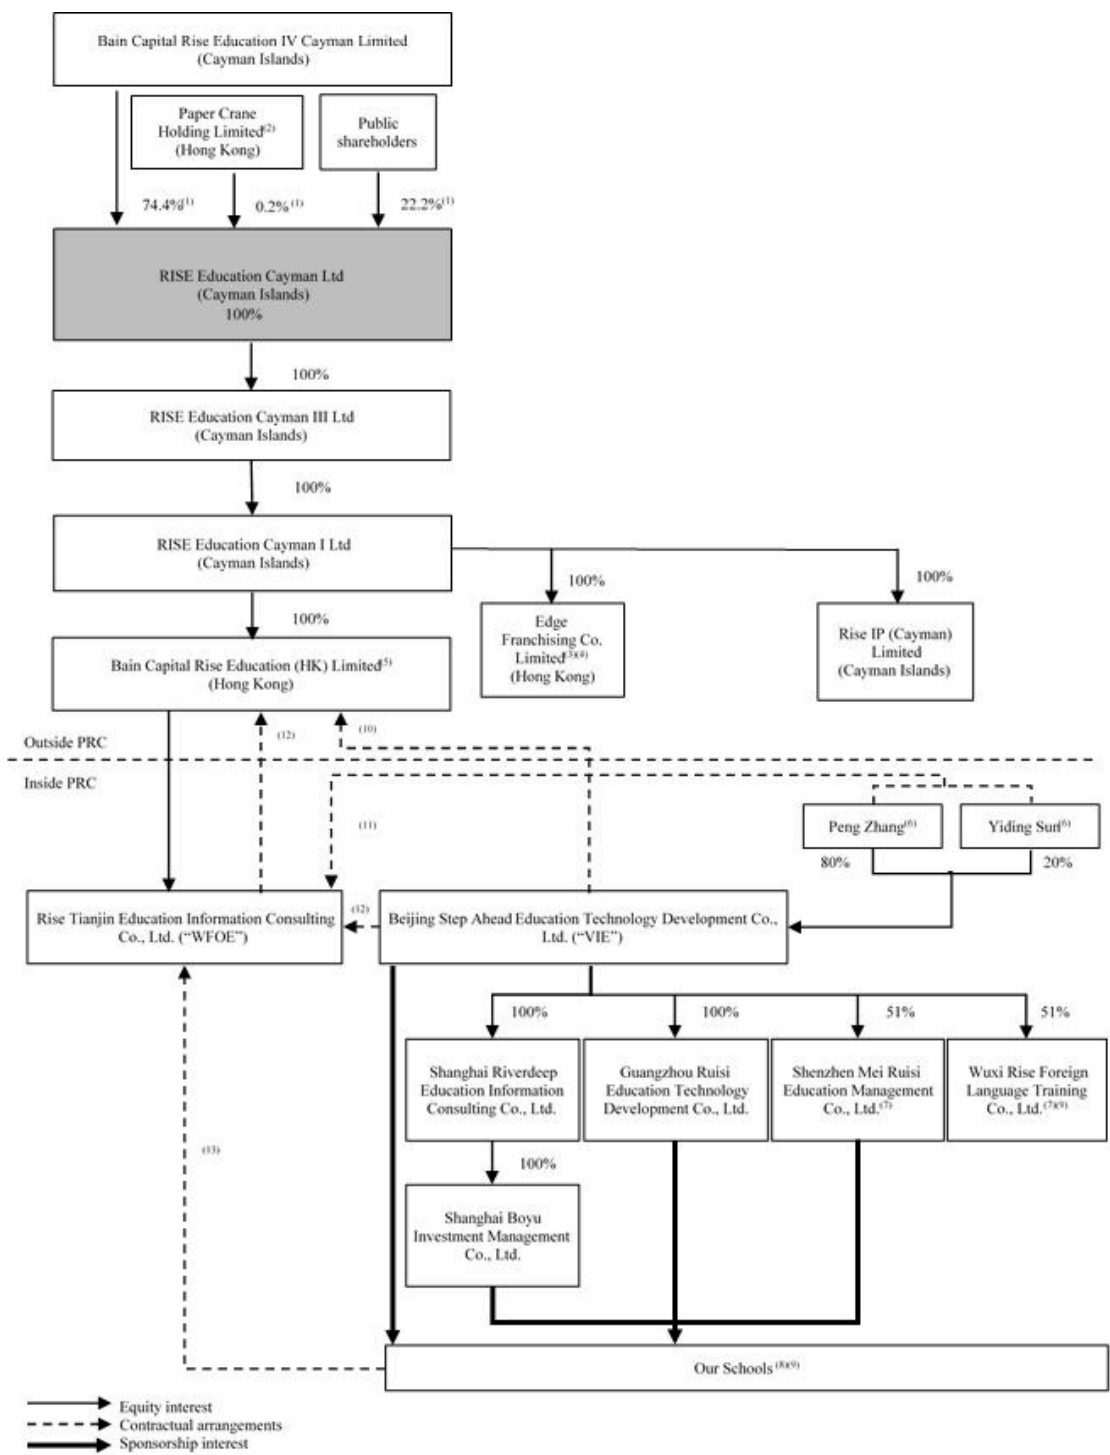 Bain Capital Rise Education IV Cayman Limited
(Cayman Islands)
Paper Crane
Holding Limited(2)
(Hong Kong)
Public
shareholders
74.4%(1)
0.2% (1)
22.2%(1)
RISE Education Cayman Ltd
(Cayman Islands)
100%
100%
RISE Education Cayman III Ltd
(Cayman Islands)
100%
RISE Education Cayman I Ltd
(Cayman Islands)
100%
100%
100%
Edge
Franchising Co.
Limited(3)(4)
(Hong Kong)
Rise IP (Cayman)
Limited
(Cayman Islands)
Bain Capital Rise Education (HK) Limited(5)
(Hong Kong)
(12)
(10)
Outside PRC
Inside PRC
(11)
Peng Zhang(6)
Yiding Sun(6)
80%
20%
Rise Tianjin Education Information Consulting
Co., Ltd. (“WFOE”)
(12)
Beijing Step Ahead Education Technology Development Co.,
Ltd. (“VIE”)
100%
100%
51%
51%
Shanghai Riverdeep
Education Information
Consulting Co., Ltd.
Guangzhou Ruisi
Education Technology
Development Co., Ltd.
Shenzhen Mei Ruisi
Education Management
Co., Ltd.(7)
Wuxi Rise Foreign
Language Training
Co., Ltd.(7)(9)
(13)
100%
Shanghai Boyu
Investment Management
Co., Ltd.
Our Schools (8)(9)
Equity interest
Contractual arrangements
Sponsorship interest